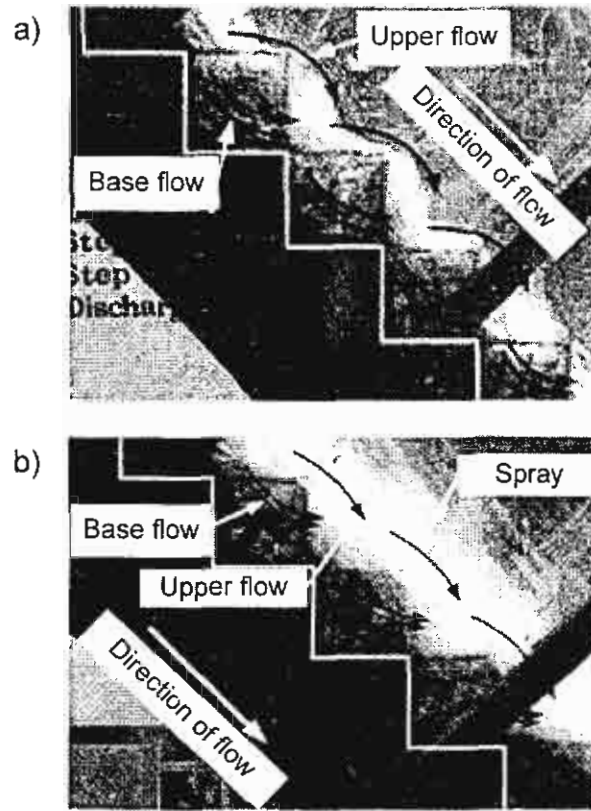 a)
Upper flow
Direction of flow
Base flow
Step
Discharg
b)
Spray
Base flow
Upper flow
Direction of flow